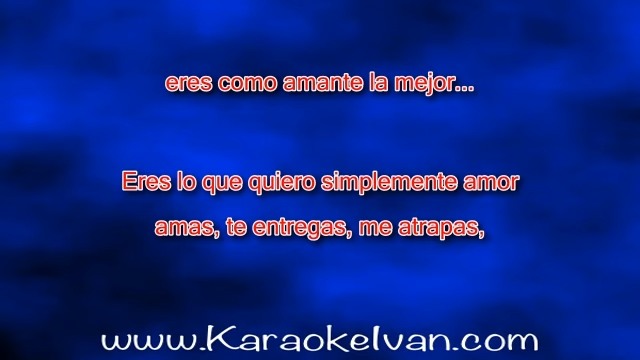 eres como amante la mejor...
Eres lo que quiero simplemente amor
amas, te entregas, me atrapas,
www.KaraokeIvan.com